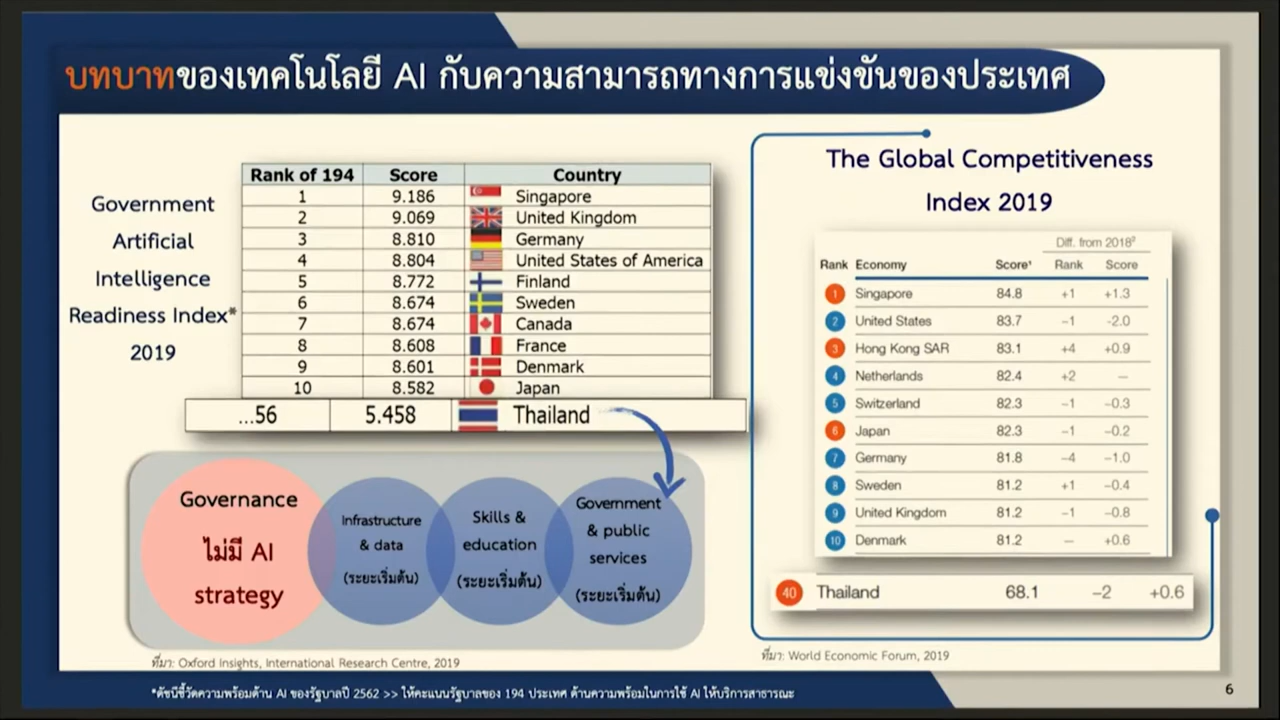 บทบาทของเทคโนโลยี AI กับความสามารถทางการแข่งขันของประเทศ
Government
Artificial
Intelligence
Readiness Index*
2019
Rank of 194 Score Country
1 9.186 Singapore
2 9.069 United Kingdom
3 8.810 Germany
4 8.804 United States of America
5 8.772 Finland
6 8.674 Sweden
7 8.674 Canada
8 8.608 France
9 8.601 Denmark
10 8.582 Japan
...56 5.458 Thailand
Governance
ไม่มี AI
strategy
Infrastructure
& data
(ระยะเริ่มต้น)
Skills &
education
(ระยะเริ่มต้น)
Government
& public
services
(ระยะเริ่มต้น)
ที่มา: Oxford Insights, International Research Centre, 2019
The Global Competitiveness
Index 2019
Diff. from 2018²
Rank Economy Score¹ Rank Score
1 Singapore 84.8 +1 +1.3
2 United States 83.7 −1 -2.0
3 Hong Kong SAR 83.1 +4 +0.9
4 Netherlands 82.4 +2 —
5 Switzerland 82.3 −1 −0.3
6 Japan 82.3 −1 −0.2
7 Germany 81.8 −4 −1.0
8 Sweden 81.2 +1 −0.4
9 United Kingdom 81.2 −1 −0.8
10 Denmark 81.2 — +0.6
40 Thailand 68.1 −2 +0.6
ที่มา: World Economic Forum, 2019
*ดัชนีชี้วัดความพร้อมด้าน AI ของรัฐบาลปี 2562 >> ให้คะแนนรัฐบาลของ 194 ประเทศ ด้านความพร้อมในการใช้ AI ให้บริการสาธารณะ
6